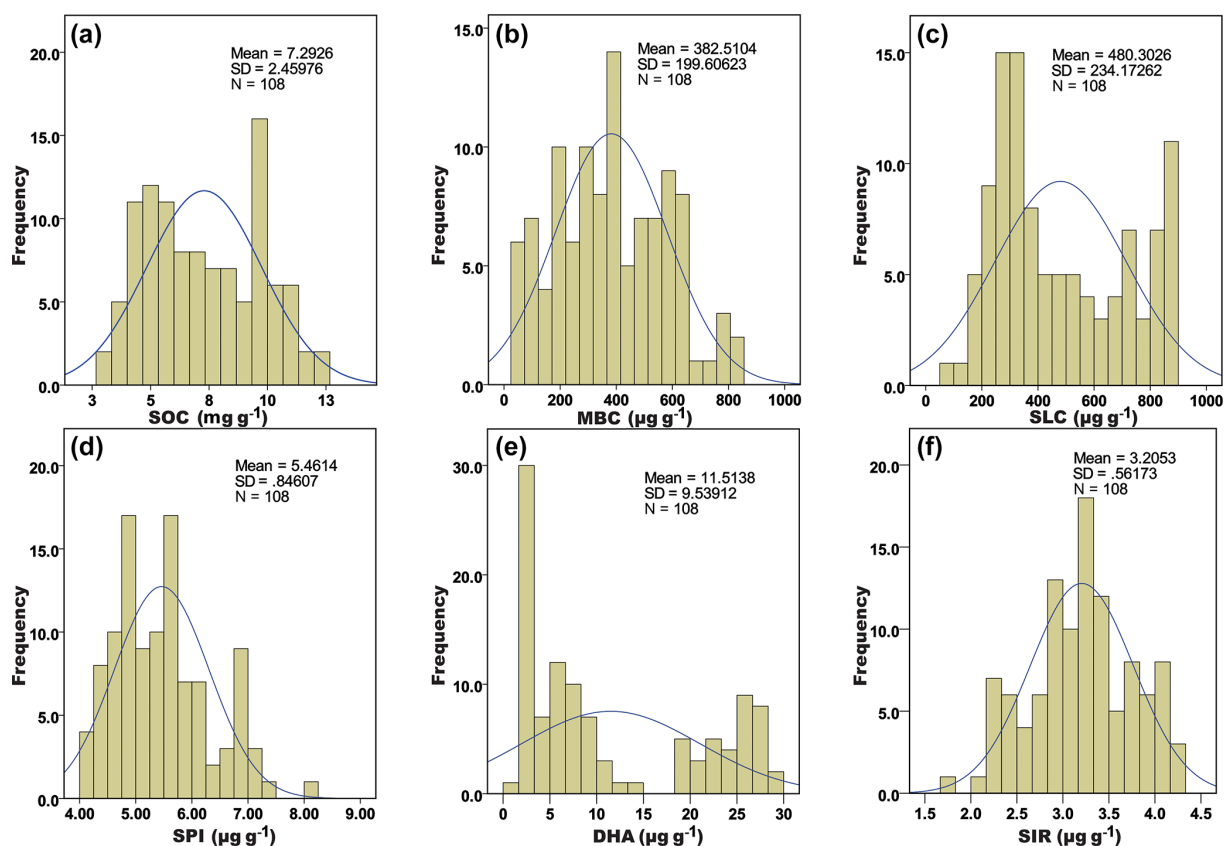 (a)
Mean = 7.2926
SD = 2.45976
N = 108
Frequency
20.0
15.0
10.0
5.0
0.0
3 5 8 10 13
SOC (mg g-1)
(b)
Mean = 382.5104
SD = 199.60623
N = 108
Frequency
15.0
10.0
5.0
0.0
0 200 400 600 800 1000
MBC (µg g-1)
(c)
Mean = 480.3026
SD = 234.17262
N = 108
Frequency
15.0
10.0
5.0
0.0
0 200 400 600 800 1000
SLC (µg g-1)
(d)
Mean = 5.4614
SD = .84607
N = 108
Frequency
20.0
15.0
10.0
5.0
0.0
4.00 5.00 6.00 7.00 8.00 9.00
SPI (µg g-1)
(e)
Mean = 11.5138
SD = 9.53912
N = 108
Frequency
30.0
20.0
10.0
0.0
0 5 10 15 20 25 30
DHA (µg g-1)
(f)
Mean = 3.2053
SD = .56173
N = 108
Frequency
20.0
15.0
10.0
5.0
0.0
1.5 2.0 2.5 3.0 3.5 4.0 4.5
SIR (µg g-1)